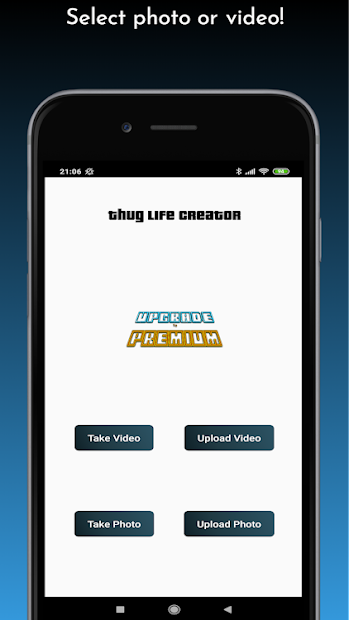 Select photo or video!
21:06
96
Thug Life Creator
UPGRADE
to
PREMIUM
Take Video
Upload Video
Take Photo
Upload Photo